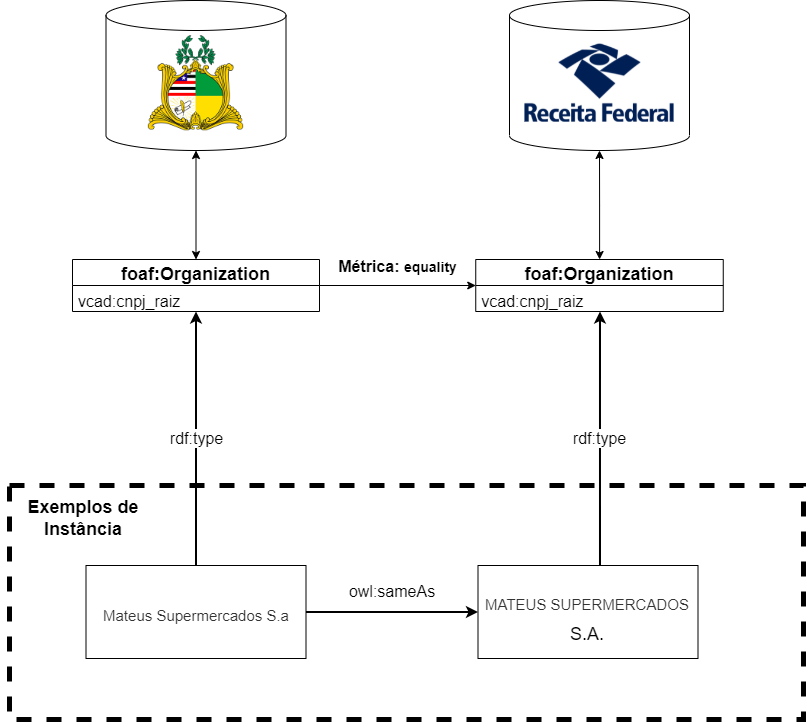 Receita Federal
foaf:Organization
vcad:cnpj_raiz
Métrica: equality
foaf:Organization
vcad:cnpj_raiz
rdf:type
rdf:type
Exemplos de
Instância
Mateus Supermercados S.a
owl:sameAs
MATEUS SUPERMERCADOS
S.A.